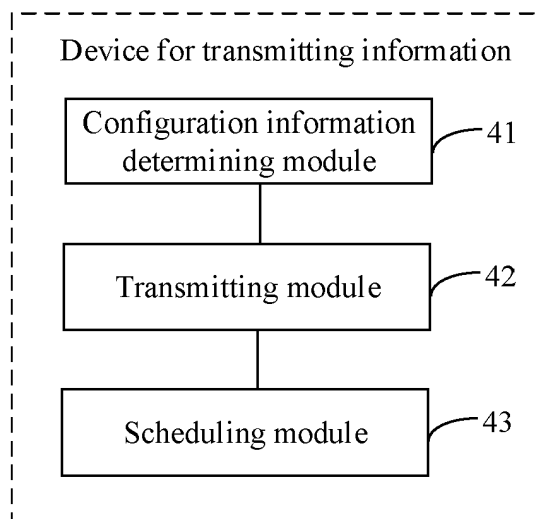 Device for transmitting information
Configuration information
determining module
41
Transmitting module
42
Scheduling module
43